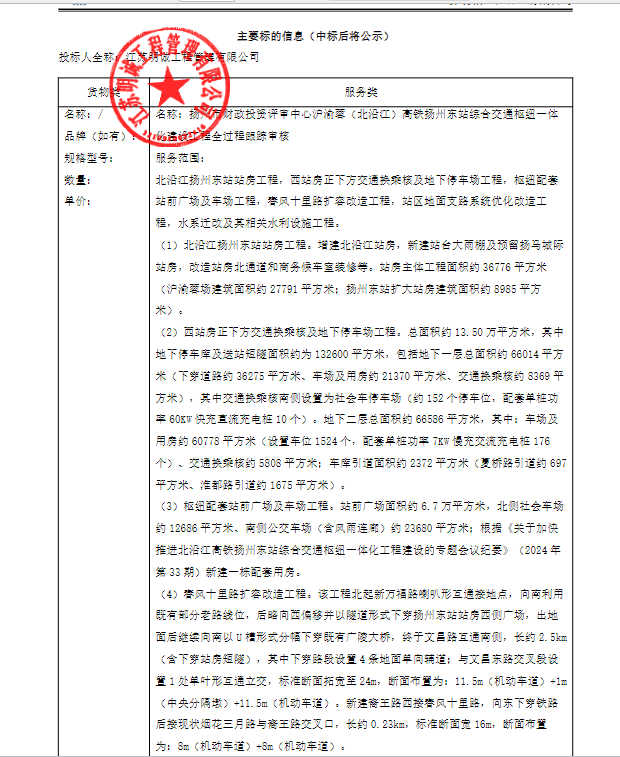 主要标的信息（中标后将公示）
投标人全称：江苏明诚工程管理有限公司
江苏明诚工程管理有限公司
货物类
服务类
名称：/
品牌（如有）：
规格型号：
数量：
单价：
名称：扬州市财政投资评审中心沪渝蓉（北沿江）高铁扬州东站综合交通枢纽一体
化建设工程全过程跟踪审核
服务范围：
北沿江扬州东站站房工程，西站房正下方交通换乘核及地下停车场工程，枢纽配套
站前广场及车场工程，春风十里路扩容改造工程，站区地面支路系统优化改造工
程，水系迁改及其相关水利设施工程。
（1）北沿江扬州东站站房工程。增建北沿江站房，新建站台大雨棚及预留扬马城际
站房，改造站房北通道和商务候车室装修等。站房主体工程面积约 36776 平方米
（沪渝蓉场建筑面积约 27791 平方米；扬州东站扩大站房建筑面积约 8985 平方
米）。
（2）西站房正下方交通换乘核及地下停车场工程。总面积约 13.50 万平方米，其中
地下停车库及送站短隧面积约为 132600 平方米，包括地下一层总面积约 66014 平方
米（下穿道路约 36275 平方米、车场及用房约 21370 平方米、交通换乘核约 8369 平
方米），其中交通换乘核南侧设置为社会车停车场（约 152 个停车位，配套单桩功
率 60KW 快充直流充电桩 10 个）。地下二层总面积约 66586 平方米，其中：车场及
用房约 60778 平方米（设置车位 1524 个，配套单桩功率 7KW 慢充交流充电桩 176
个）、交通换乘核约 5808 平方米；车库引道面积约 2372 平方米（夏桥路引道约 697
平方米、淮都路引道约 1675 平方米）。
（3）枢纽配套站前广场及车场工程。站前广场面积约 6.7 万平方米，北侧社会车场
约 12686 平方米、南侧公交车场（含风雨连廊）约 23680 平方米；根据《关于加快
推进北沿江高铁扬州东站综合交通枢纽一体化工程建设的专题会议纪要》（2024 年
第 33 期）新建一栋配套用房。
（4）春风十里路扩容改造工程。该工程北起新万福路喇叭形互通接地点，向南利用
既有部分老路线位，后略向西偏移并以隧道形式下穿扬州东站站房西侧广场，出地
面后继续向南以 U 槽形式分幅下穿既有广陵大桥，终于文昌路互通南侧，长约 2.5km
（含下穿站房短隧），其中下穿路段设置 4 条地面单向辅道；与文昌东路交叉段设
置 1 处单叶形互通立交，标准断面拓宽至 24m，断面布置为：11.5m（机动车道）+1m
（中央分隔墩）+11.5m（机动车道）。新建裔王路西接春风十里路，向东下穿铁路
后接现状烟花三月路与裔王路交叉口，长约 0.23km，标准断面宽 16m，断面布置
为：8m（机动车道）+8m（机动车道）。